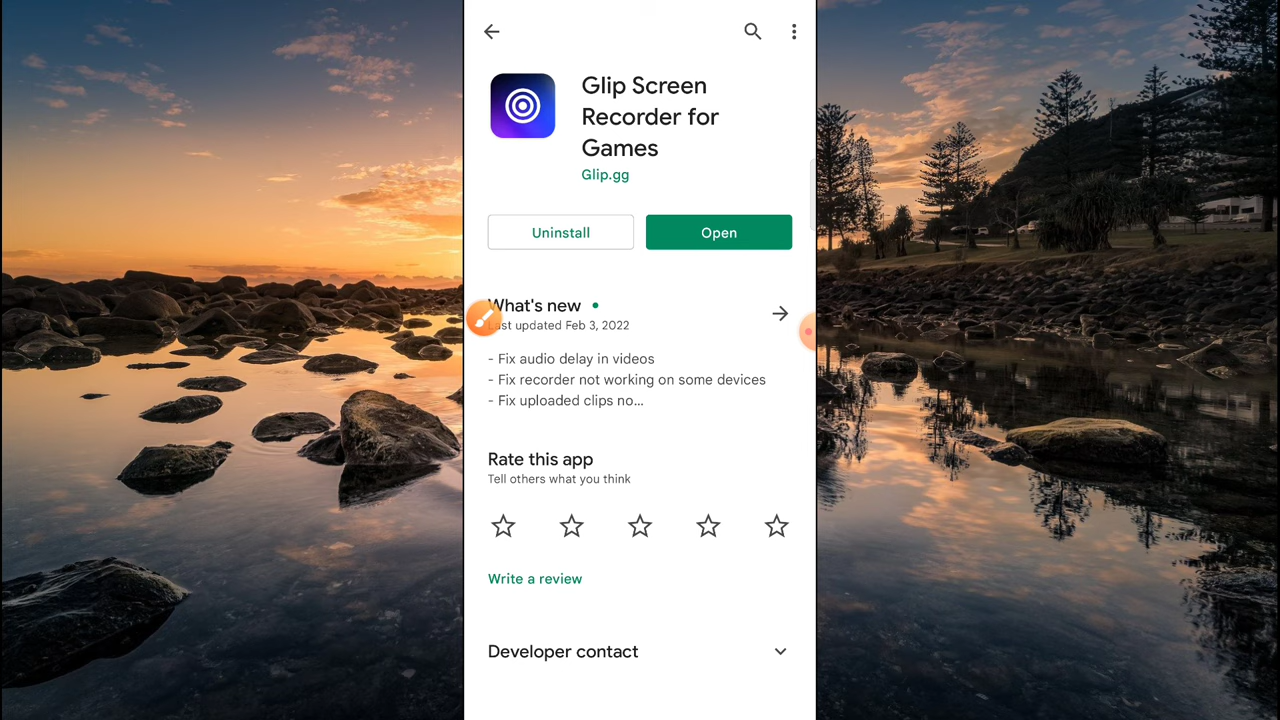 Glip Screen
Recorder for
Games
Glip.gg
Uninstall
Open
What's new
Last updated Feb 3, 2022
- Fix audio delay in videos
- Fix recorder not working on some devices
- Fix uploaded clips no...
Rate this app
Tell others what you think
Write a review
Developer contact